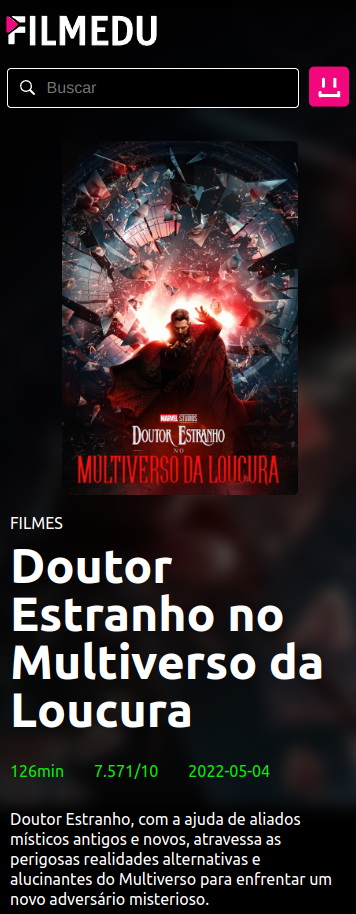 FILMEDU
Buscar
MARVEL STUDIOS
DOUTOR ESTRANHO
NO
MULTIVERSO DA LOUCURA
FILMES
Doutor
Estranho no
Multiverso da
Loucura
126min 7.571/10 2022-05-04
Doutor Estranho, com a ajuda de aliados
místicos antigos e novos, atravessa as
perigosas realidades alternativas e
alucinantes do Multiverso para enfrentar um
novo adversário misterioso.